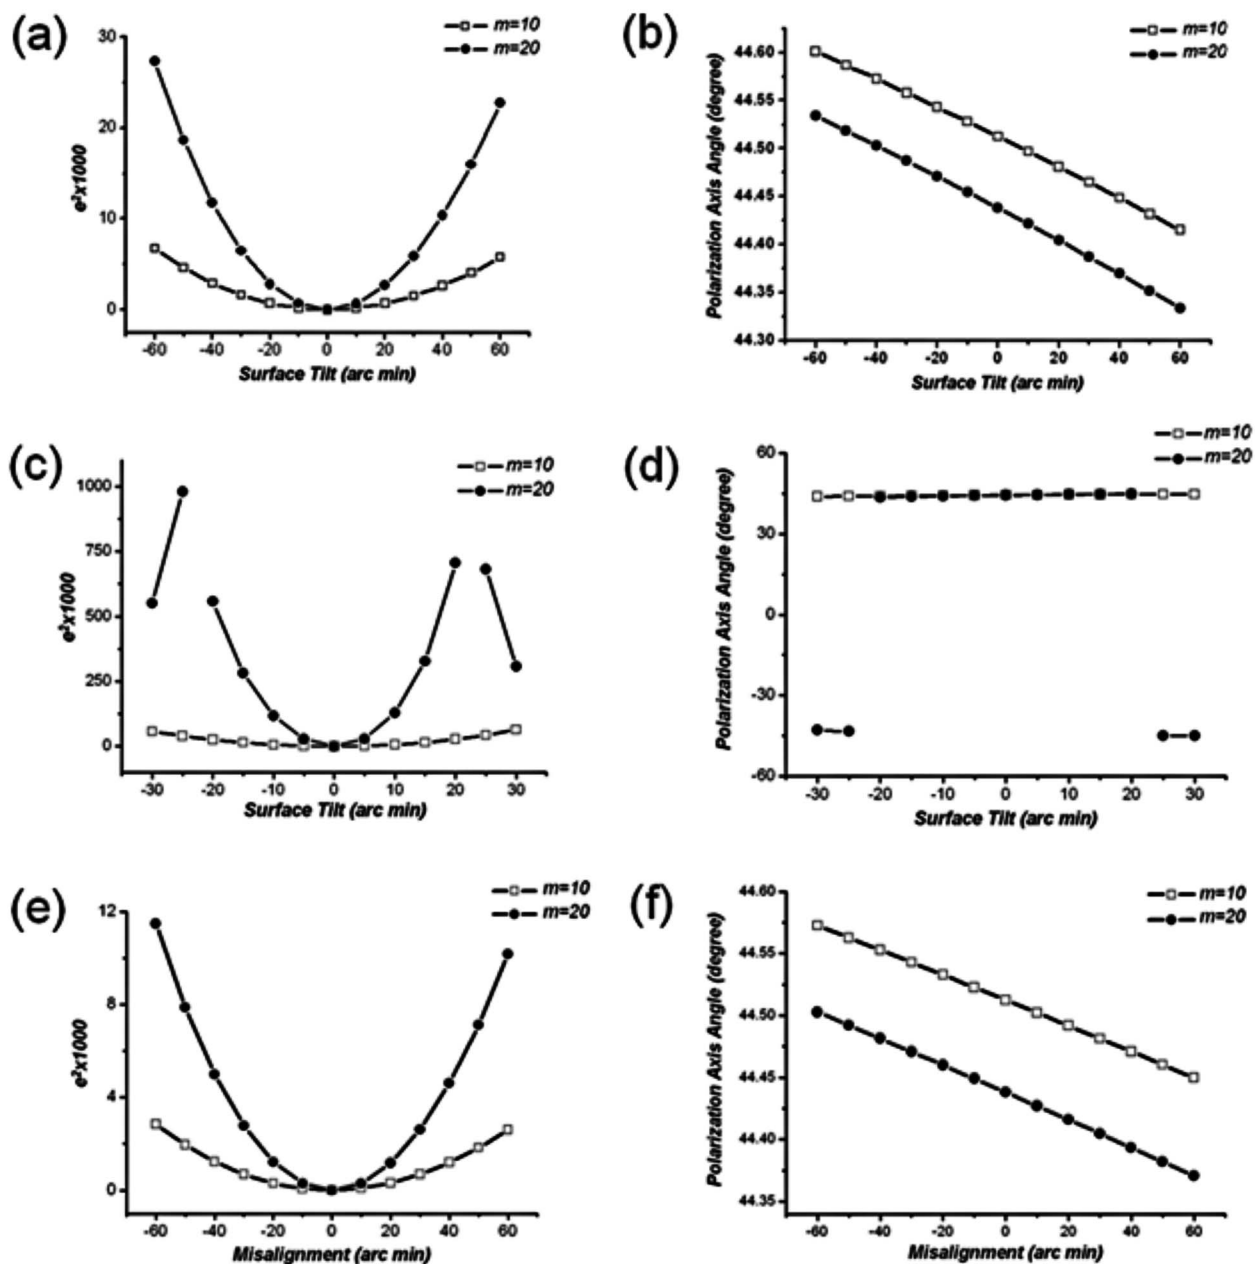 (a)
m=10
m=20
30
20
10
0
e²x1000
-60 -40 -20 0 20 40 60
Surface Tilt (arc min)
(b)
m=10
m=20
44.60
44.55
44.50
44.45
44.40
44.35
44.30
Polarization Axis Angle (degree)
-60 -40 -20 0 20 40 60
Surface Tilt (arc min)
(c)
m=10
m=20
1000
750
500
250
0
e²x1000
-30 -20 -10 0 10 20 30
Surface Tilt (arc min)
(d)
m=10
m=20
60
30
0
-30
-60
Polarization Axis Angle (degree)
-30 -20 -10 0 10 20 30
Surface Tilt (arc min)
(e)
m=10
m=20
12
8
4
0
e²x1000
-60 -40 -20 0 20 40 60
Misalignment (arc min)
(f)
m=10
m=20
44.60
44.55
44.50
44.45
44.40
44.35
Polarization Axis Angle (degree)
-60 -40 -20 0 20 40 60
Misalignment (arc min)